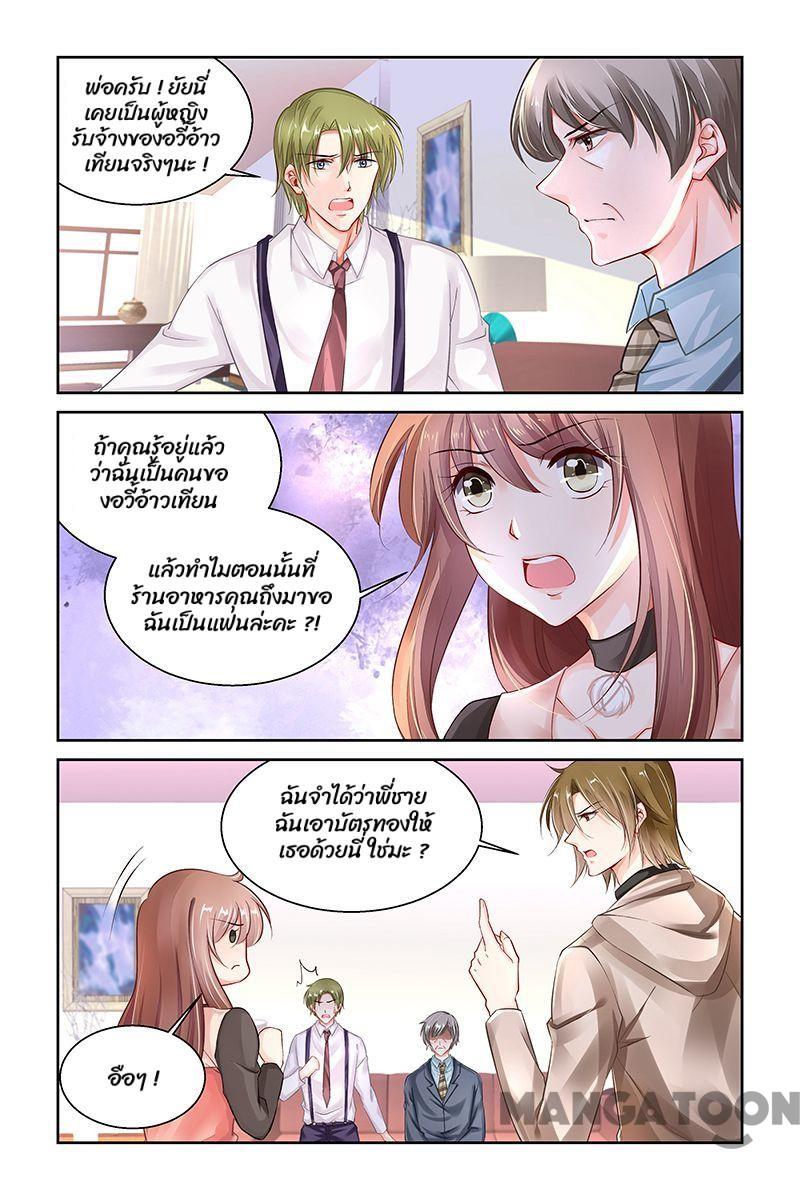 พ่อครับ ! ยัยนี่
เคยเป็นผู้หญิง
รับจ้างของอวี้อ้าว
เทียนจริงๆนะ !
ถ้าคุณรู้อยู่แล้ว
ว่าฉันเป็นคนขอ
งอวี้อ้าวเทียน
แล้วทำไมตอนนั้นที่
ร้านอาหารคุณถึงมาขอ
ฉันเป็นแฟนล่ะคะ ?!
ฉันจำได้ว่าพี่ชาย
ฉันเอาบัตรทองให้
เธอด้วยนี่ ใช่มะ ?
อือๆ !
MANGATOON